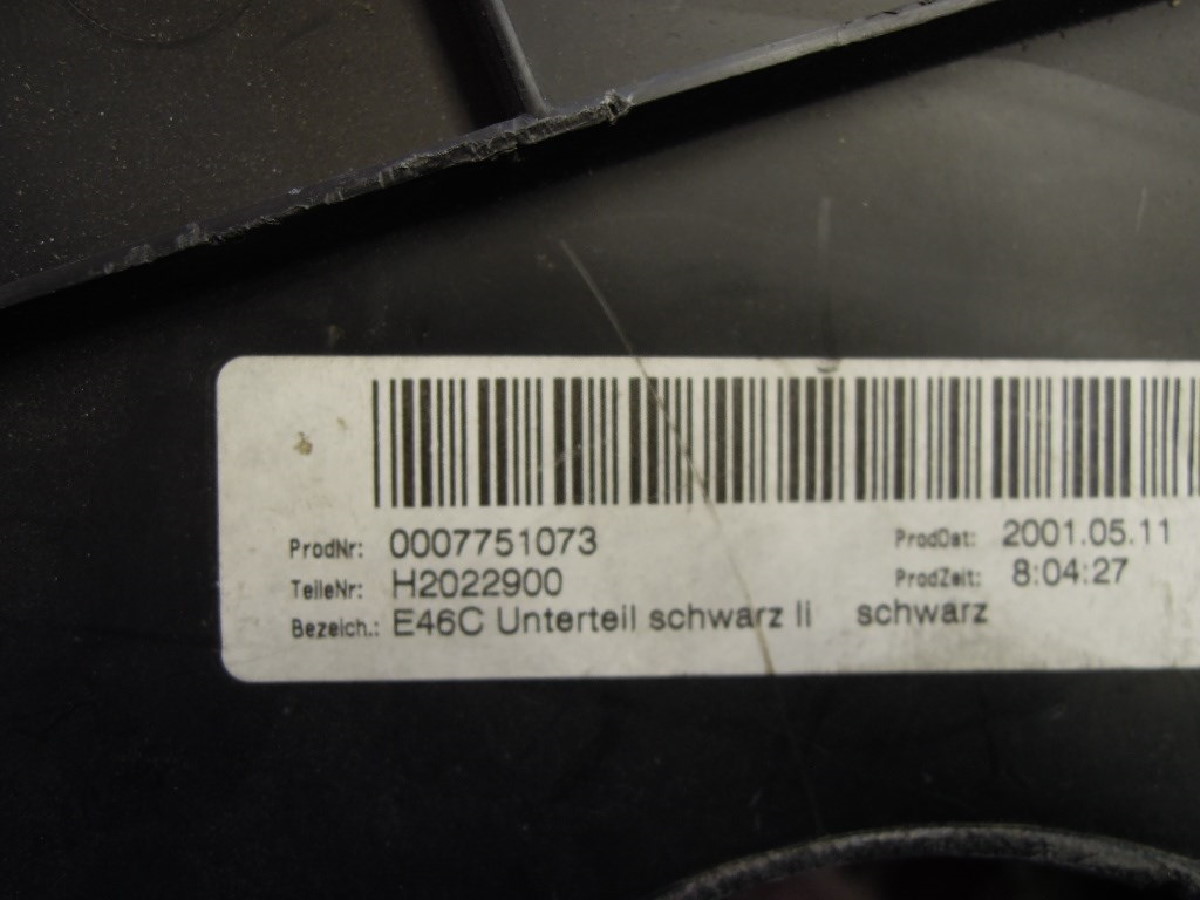 ProdNr: 0007751073 ProdDat: 2001.05.11
TeileNr: H2022900 ProdZeit: 8:04:27
Bezeich.: E46C Unterteil schwarz li schwarz